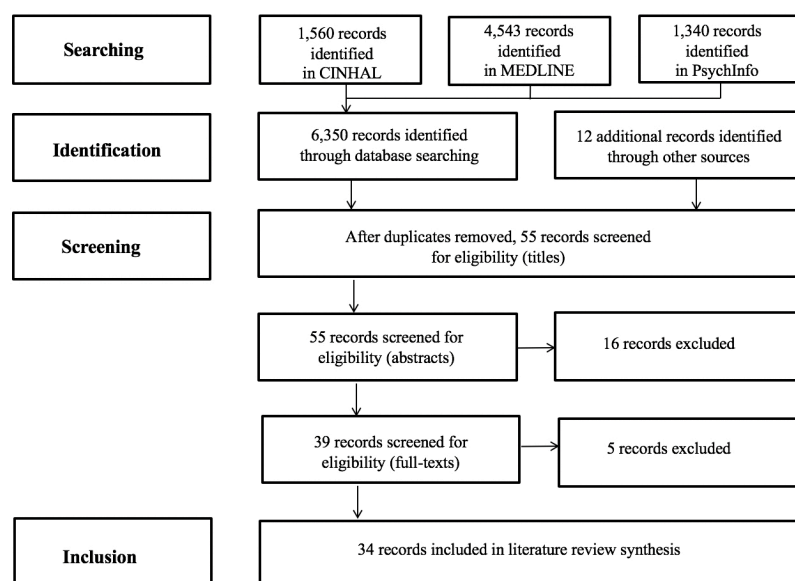 Searching
1,560 records
identified
in CINHAL
4,543 records
identified
in MEDLINE
1,340 records
identified
in PsychInfo
Identification
6,350 records identified
through database searching
12 additional records identified
through other sources
Screening
After duplicates removed, 55 records screened
for eligibility (titles)
55 records screened for
eligibility (abstracts)
16 records excluded
39 records screened for
eligibility (full-texts)
5 records excluded
Inclusion
34 records included in literature review synthesis